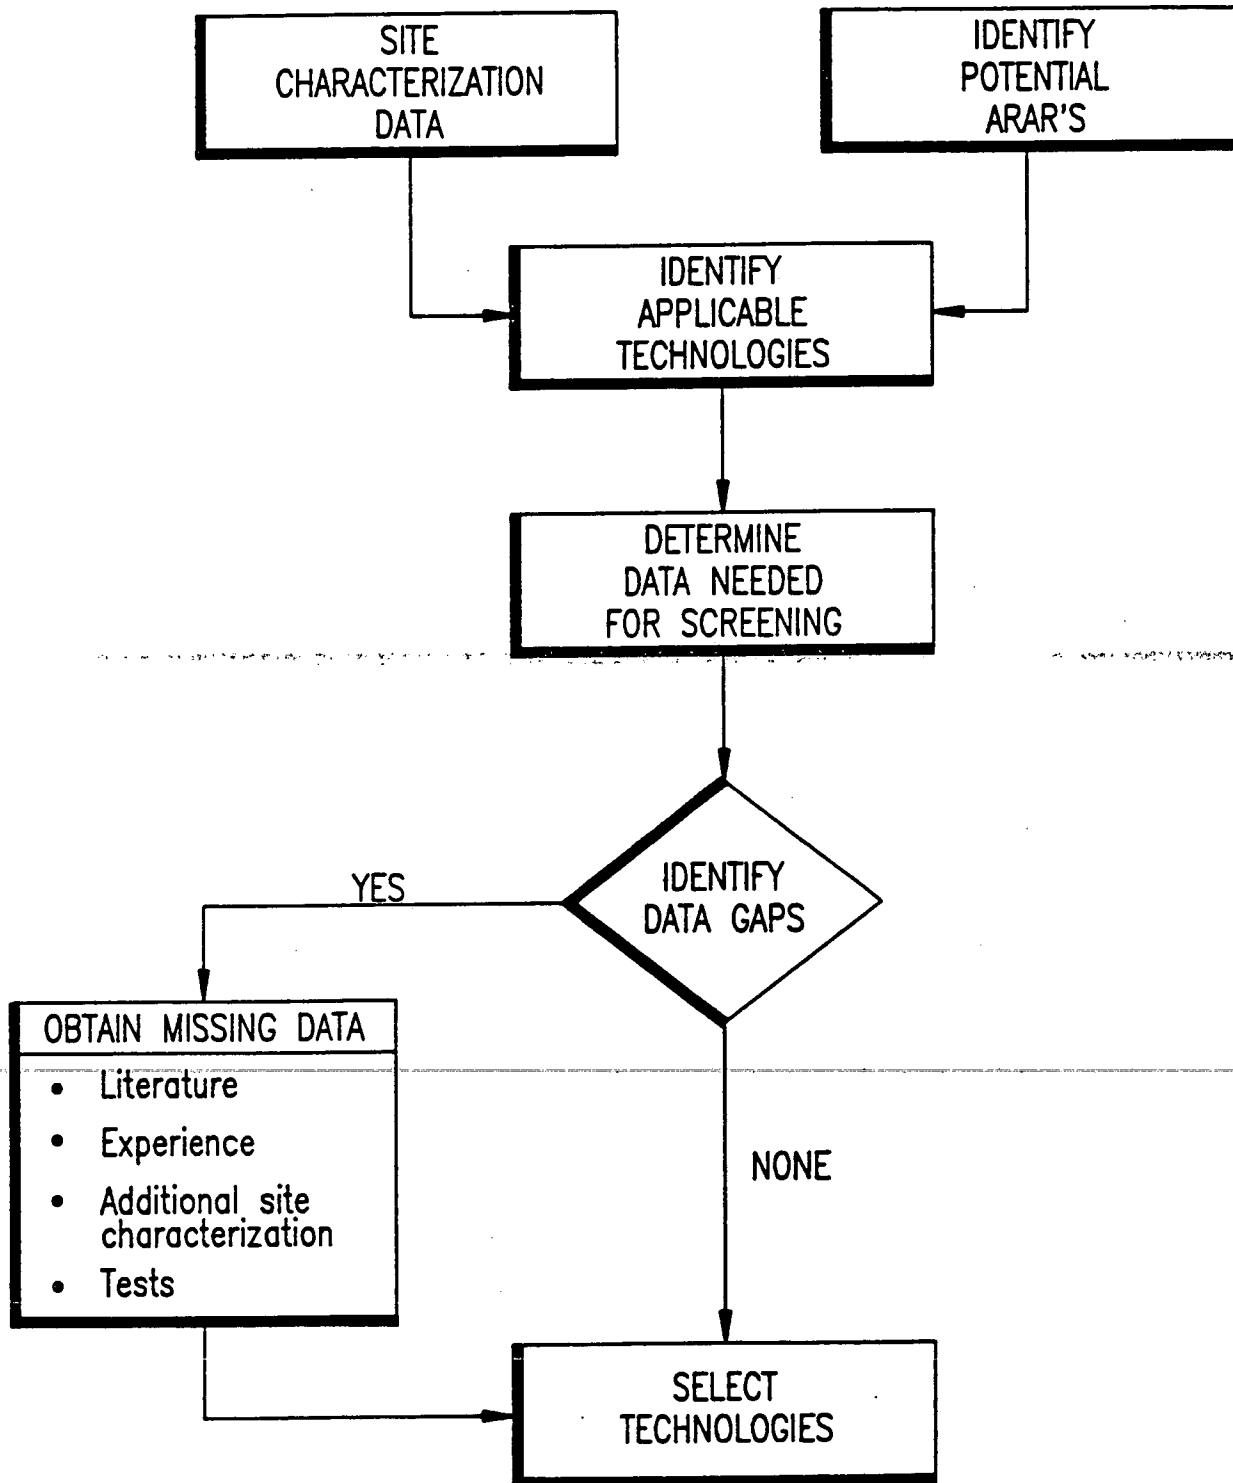 SITE
CHARACTERIZATION
DATA
IDENTIFY
POTENTIAL
ARAR'S
IDENTIFY
APPLICABLE
TECHNOLOGIES
DETERMINE
DATA NEEDED
FOR SCREENING
IDENTIFY
DATA GAPS
YES
OBTAIN MISSING DATA
• Literature
• Experience
• Additional site
characterization
• Tests
NONE
SELECT
TECHNOLOGIES